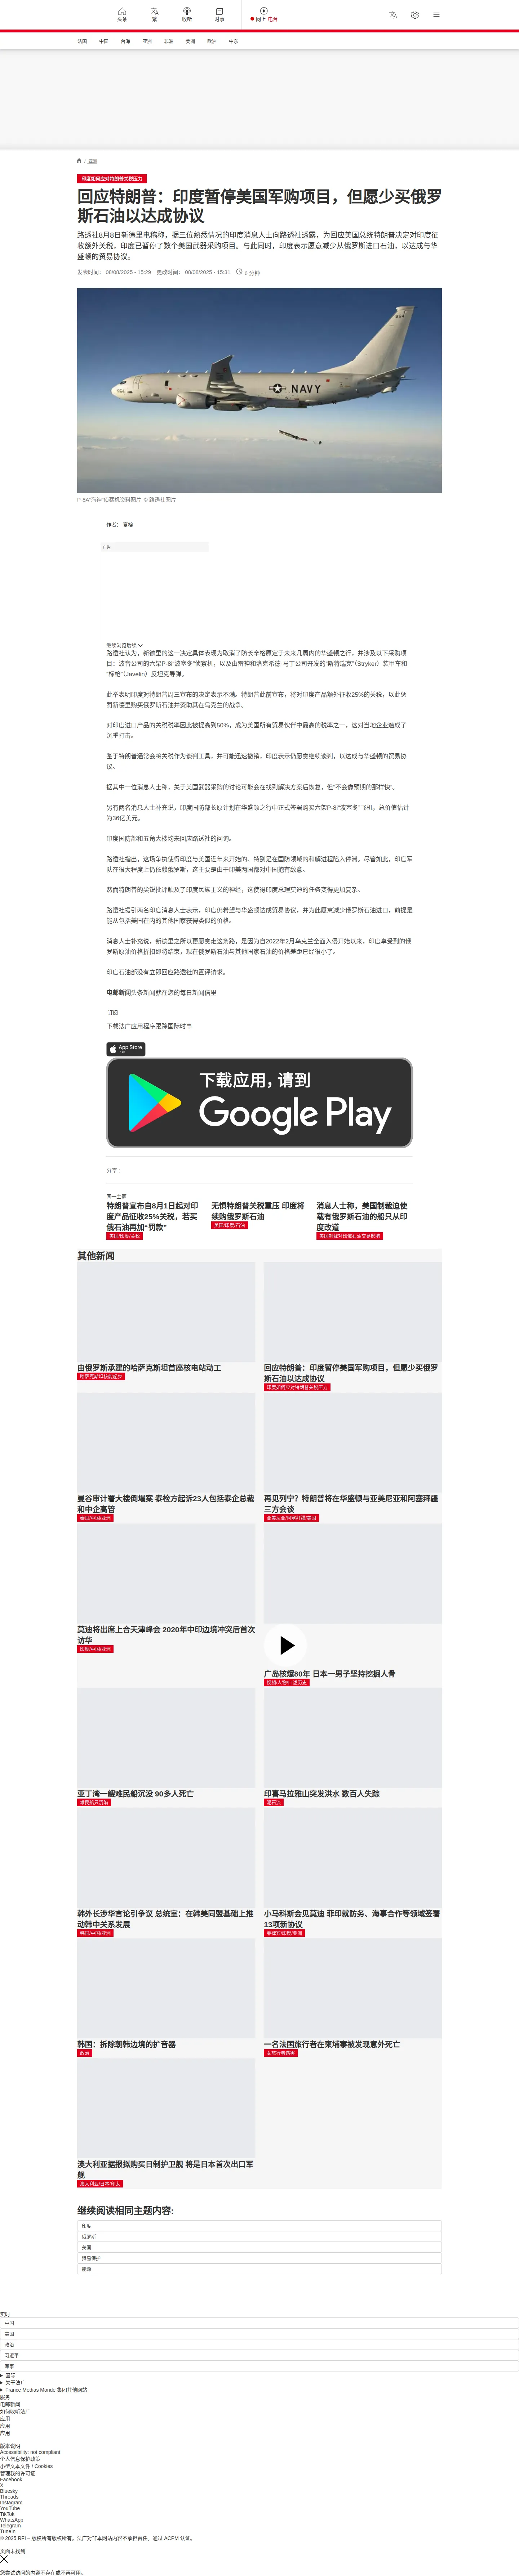 头条
繁
收听
时事
网上 电台
法国 中国 台海 亚洲 非洲 美洲 欧洲 中东
/ 亚洲
印度如何应对特朗普关税压力
回应特朗普：印度暂停美国军购项目，但愿少买俄罗
斯石油以达成协议
路透社8月8日新德里电稿称，据三位熟悉情况的印度消息人士向路透社透露，为回应美国总统特朗普决定对印度征
收额外关税，印度已暂停了数个美国武器采购项目。与此同时，印度表示愿意减少从俄罗斯进口石油，以达成与华
盛顿的贸易协议。
发表时间： 08/08/2025 - 15:29 更改时间： 08/08/2025 - 15:31 6 分钟
NAVY
P-8A“海神”侦察机资料图片 © 路透社图片
作者： 夏榕
广告
继续浏览后续
路透社认为，新德里的这一决定具体表现为取消了防长辛格原定于未来几周内的华盛顿之行，并涉及以下采购项
目：波音公司的六架P-8I“波塞冬”侦察机，以及由雷神和洛克希德·马丁公司开发的“斯特瑞克”（Stryker）装甲车和
“标枪”（Javelin）反坦克导弹。
此举表明印度对特朗普周三宣布的决定表示不满。特朗普此前宣布，将对印度产品额外征收25%的关税，以此惩
罚新德里购买俄罗斯石油并资助其在乌克兰的战争。
对印度进口产品的关税税率因此被提高到50%，成为美国所有贸易伙伴中最高的税率之一，这对当地企业造成了
沉重打击。
鉴于特朗普通常会将关税作为谈判工具，并可能迅速撤销，印度表示仍愿意继续谈判，以达成与华盛顿的贸易协
议。
据其中一位消息人士称，关于美国武器采购的讨论可能会在找到解决方案后恢复，但“不会像预期的那样快”。
另有两名消息人士补充说，印度国防部长原计划在华盛顿之行中正式签署购买六架P-8I“波塞冬”飞机，总价值估计
为36亿美元。
印度国防部和五角大楼均未回应路透社的问询。
路透社指出，这场争执使得印度与美国近年来开始的、特别是在国防领域的和解进程陷入停滞。尽管如此，印度军
队在很大程度上仍依赖俄罗斯，这主要是由于印美两国都对中国抱有敌意。
然而特朗普的尖锐批评触及了印度民族主义的神经，这使得印度总理莫迪的任务变得更加复杂。
路透社援引两名印度消息人士表示，印度仍希望与华盛顿达成贸易协议，并为此愿意减少俄罗斯石油进口，前提是
能从包括美国在内的其他国家获得类似的价格。
消息人士补充说，新德里之所以更愿意走这条路，是因为自2022年2月乌克兰全面入侵开始以来，印度享受到的俄
罗斯原油价格折扣即将结束，现在俄罗斯石油与其他国家石油的价格差距已经很小了。
印度石油部没有立即回应路透社的置评请求。
电邮新闻头条新闻就在您的每日新闻信里
订阅
下载法广应用程序跟踪国际时事
App Store
下载应用，请到
Google Play
分享 :
同一主题
特朗普宣布自8月1日起对印
度产品征收25%关税，若买
俄石油再加“罚款”
美国/印度/关税
无惧特朗普关税重压 印度将
续购俄罗斯石油
美国/印度/石油
消息人士称，美国制裁迫使
载有俄罗斯石油的船只从印
度改道
美国制裁对印俄石油交易影响
其他新闻
由俄罗斯承建的哈萨克斯坦首座核电站动工
哈萨克斯坦核能起步
回应特朗普：印度暂停美国军购项目，但愿少买俄罗
斯石油以达成协议
印度如何应对特朗普关税压力
曼谷审计署大楼倒塌案 泰检方起诉23人包括泰企总裁
和中企高管
泰国/中国/亚洲
再见列宁？特朗普将在华盛顿与亚美尼亚和阿塞拜疆
三方会谈
亚美尼亚/阿塞拜疆/美国
莫迪将出席上合天津峰会 2020年中印边境冲突后首次
访华
印度/中国/亚洲
广岛核爆80年 日本一男子坚持挖掘人骨
视频/人物/口述历史
亚丁湾一艘难民船沉没 90多人死亡
难民船只沉船
印喜马拉雅山突发洪水 数百人失踪
泥石流
韩外长涉华言论引争议 总统室：在韩美同盟基础上推
动韩中关系发展
韩国/中国/亚洲
小马科斯会见莫迪 菲印就防务、海事合作等领域签署
13项新协议
菲律宾/印度/亚洲
韩国：拆除朝韩边境的扩音器
政治
一名法国旅行者在柬埔寨被发现意外死亡
女旅行者遇害
澳大利亚据报拟购买日制护卫舰 将是日本首次出口军
舰
澳大利亚/日本/印太
继续阅读相同主题内容:
印度
俄罗斯
美国
贸易保护
能源
实时
中国
美国
政治
习近平
军事
国际
关于法广
France Médias Monde 集团其他网站
服务
电邮新闻
如何收听法广
应用
应用
应用
版本说明
Accessibility: not compliant
个人信息保护政策
小型文本文件 / Cookies
管理我的许可证
Facebook
X
Bluesky
Threads
Instagram
YouTube
TikTok
WhatsApp
Telegram
TuneIn
© 2025 RFI – 版权所有版权所有。法广对非本网站内容不承担责任。通过 ACPM 认证。
页面未找到
您尝试访问的内容不存在或不再可用。